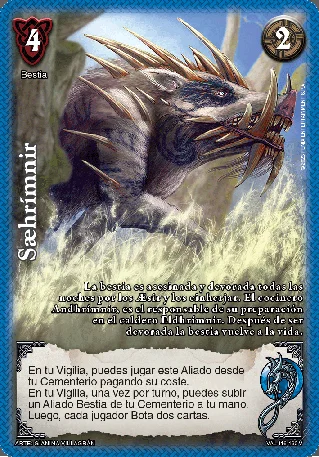 4
2
Bestia
Sæhrímnir
La bestia es asesinada y devorada todas las
noches por los Æsir y los einherjar. El cocinero
Andhrímnir, es el responsable de su preparación
en el caldero Eldhrímnir. Después de ser
devorada la bestia vuelve a la vida.
En tu Vigilia, puedes jugar este Aliado desde
tu Cementerio pagando su coste.
En tu Vigilia, una vez por turno, puedes subir
un Aliado Bestia de tu Cementerio a tu mano.
Luego, cada jugador Bota dos cartas.